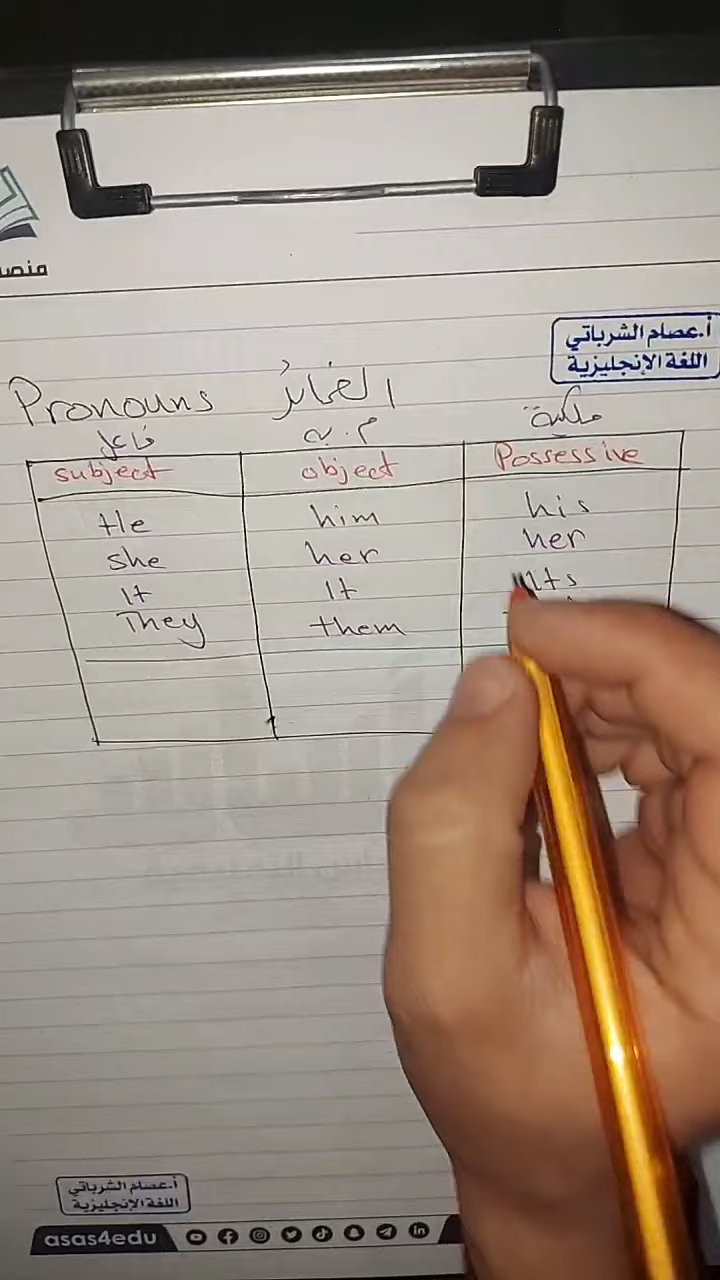 منصة
أ.عصام الشرباتي
اللغة الإنجليزية
Pronouns الضمائر
فاعل م.به ملكية
subject object Possessive
He him his
she her her
It It Its
They them
أ.عصام الشرباتي
اللغة الإنجليزية
asas4edu